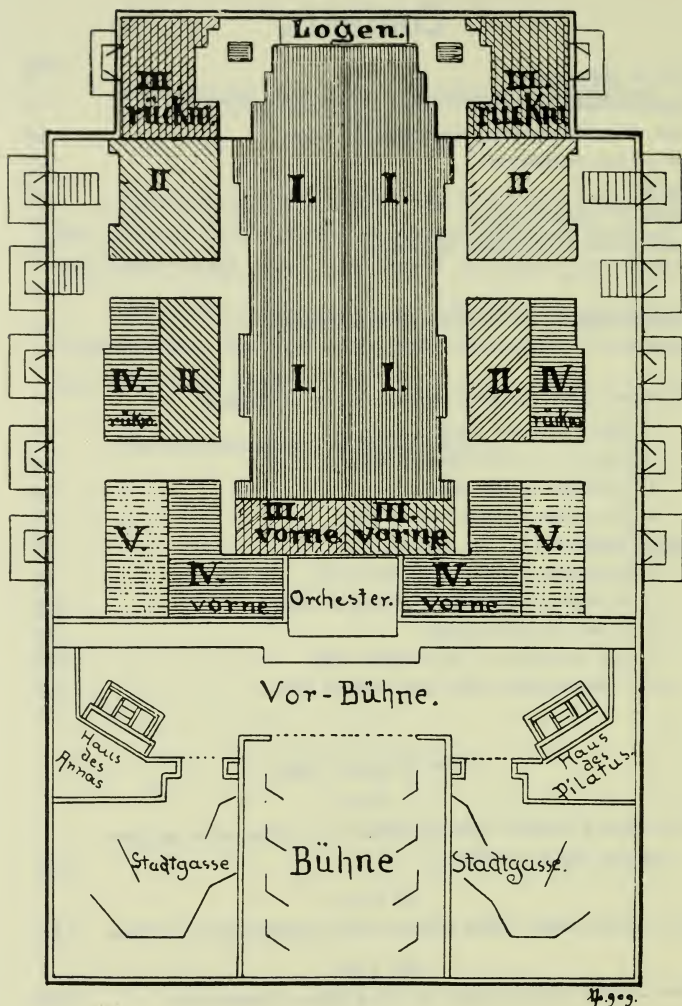 Logen.
III.
rückw.
III.
rückw.
II
I.
I.
II
IV.
rückw.
II.
I.
I.
II.
IV.
rückw.
V.
III.
vorne
III.
vorne
V.
IV.
vorne
Orchester.
IV.
vorne
Vor-Bühne.
Haus
des
Annas
Haus
des
Pilatus.
Stadtgasse
Bühne
Stadtgasse.